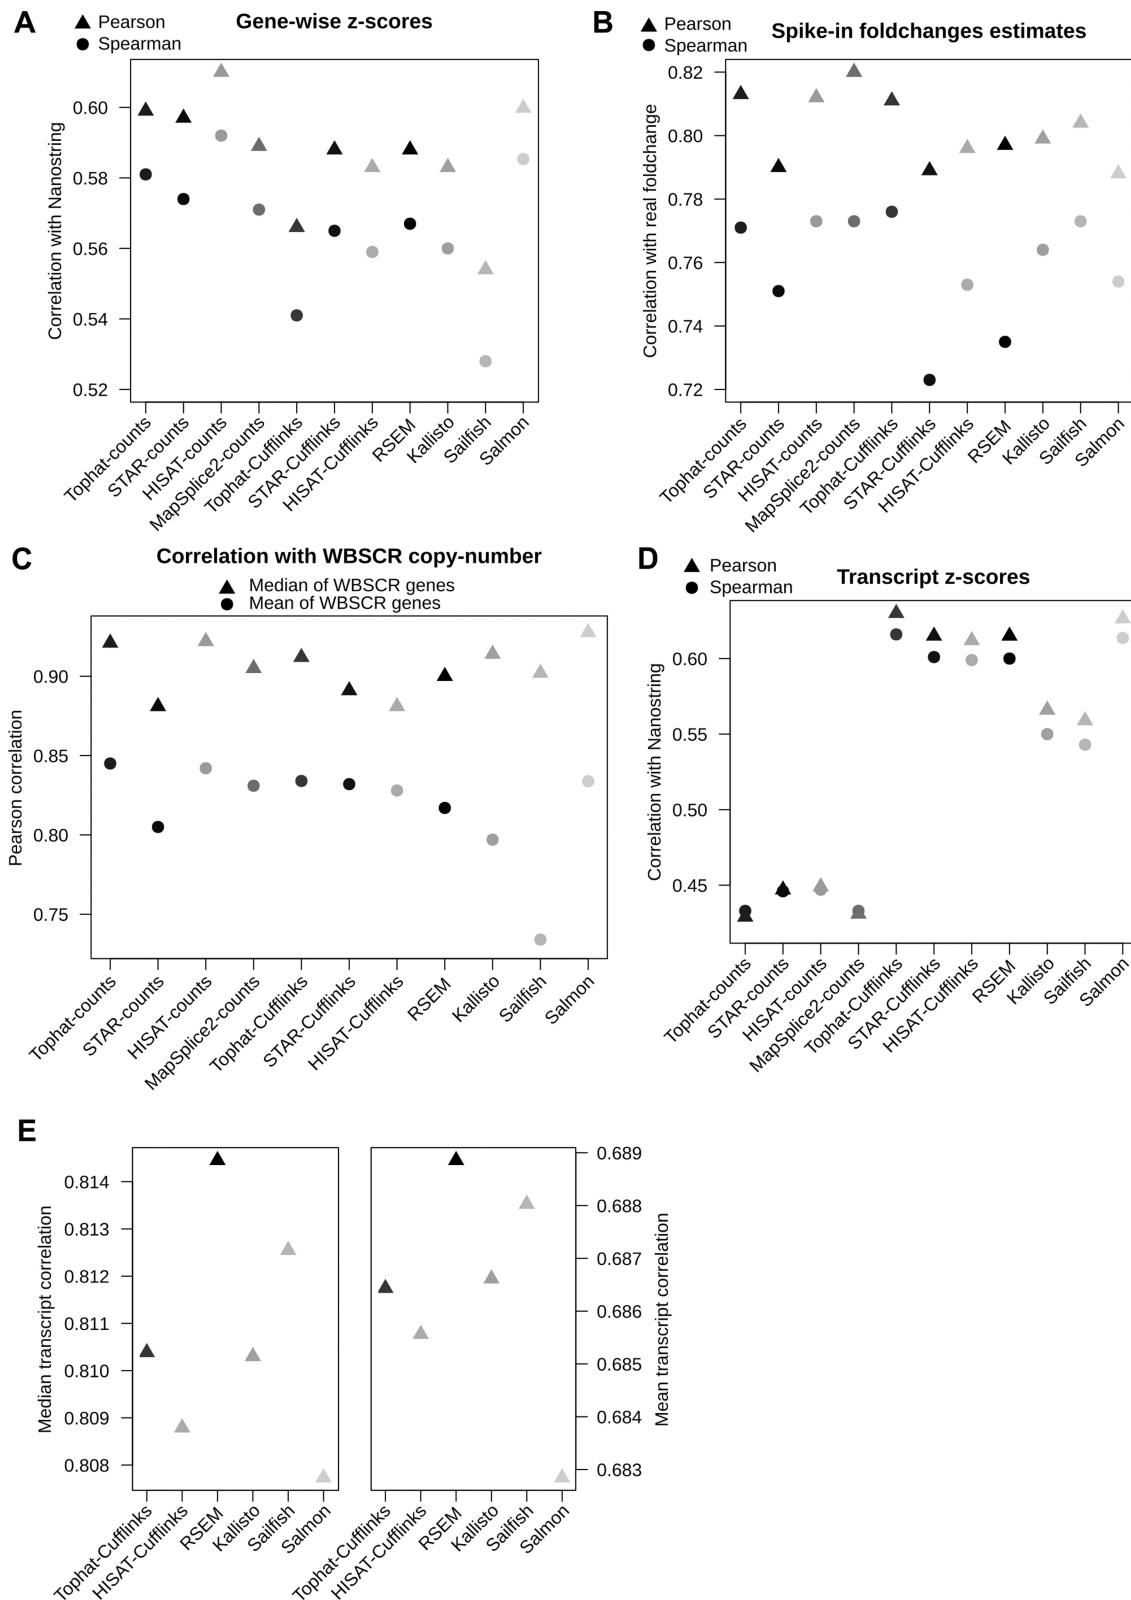 A
Pearson
Spearman
Gene-wise z-scores
Correlation with Nanostring
0.60
0.58
0.56
0.54
0.52
Tophat-counts
STAR-counts
HISAT-counts
MapSplice2-counts
Tophat-Cufflinks
STAR-Cufflinks
HISAT-Cufflinks
RSEM
Kallisto
Sailfish
Salmon
B
Pearson
Spearman
Spike-in foldchanges estimates
Correlation with real foldchange
0.82
0.80
0.78
0.76
0.74
0.72
Tophat-counts
STAR-counts
HISAT-counts
MapSplice2-counts
Tophat-Cufflinks
STAR-Cufflinks
HISAT-Cufflinks
RSEM
Kallisto
Sailfish
Salmon
C
Correlation with WBSCR copy-number
Median of WBSCR genes
Mean of WBSCR genes
Pearson correlation
0.90
0.85
0.80
0.75
Tophat-counts
STAR-counts
HISAT-counts
MapSplice2-counts
Tophat-Cufflinks
STAR-Cufflinks
HISAT-Cufflinks
RSEM
Kallisto
Sailfish
Salmon
D
Pearson
Spearman
Transcript z-scores
Correlation with Nanostring
0.60
0.55
0.50
0.45
Tophat-counts
STAR-counts
HISAT-counts
MapSplice2-counts
Tophat-Cufflinks
STAR-Cufflinks
HISAT-Cufflinks
RSEM
Kallisto
Sailfish
Salmon
E
Median transcript correlation
0.814
0.813
0.812
0.811
0.810
0.809
0.808
Tophat-Cufflinks
HISAT-Cufflinks
RSEM
Kallisto
Sailfish
Salmon
0.689
0.688
0.687
0.686
0.685
0.684
0.683
Mean transcript correlation
Tophat-Cufflinks
HISAT-Cufflinks
RSEM
Kallisto
Sailfish
Salmon